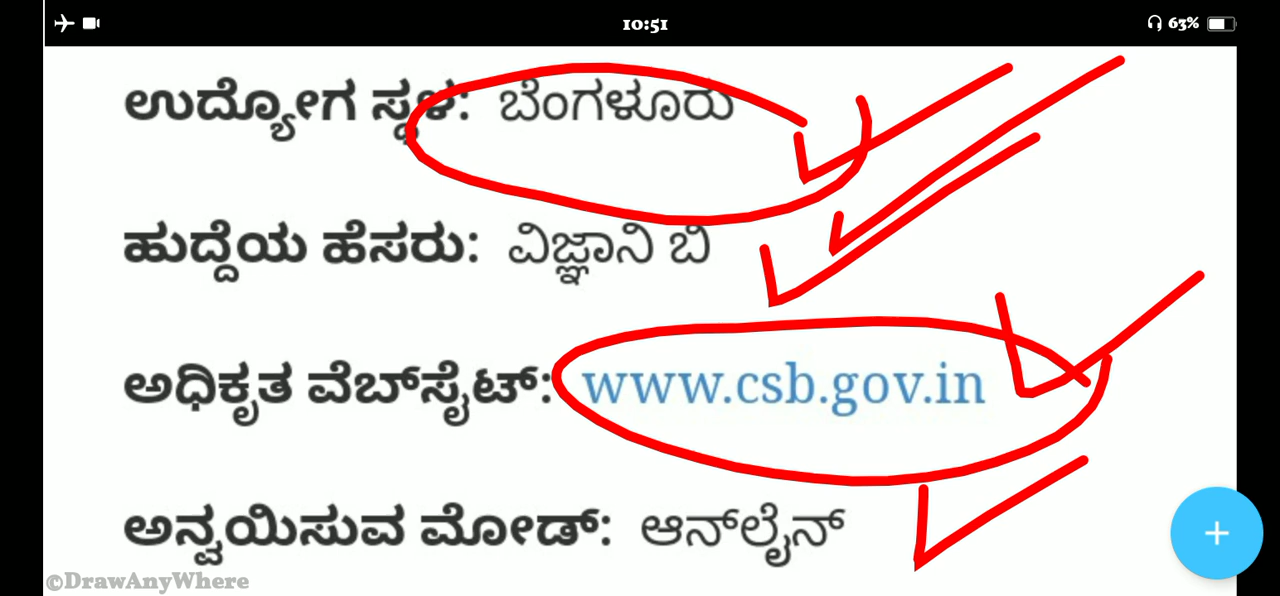 10:51 63%
ಉದ್ಯೋಗ ಸ್ಥಳ: ಬೆಂಗಳೂರು
ಹುದ್ದೆಯ ಹೆಸರು: ವಿಜ್ಞಾನಿ ಬಿ
ಅಧಿಕೃತ ವೆಬ್‌ಸೈಟ್: www.csb.gov.in
ಅನ್ವಯಿಸುವ ಮೋಡ್: ಆನ್‌ಲೈನ್
©DrawAnyWhere